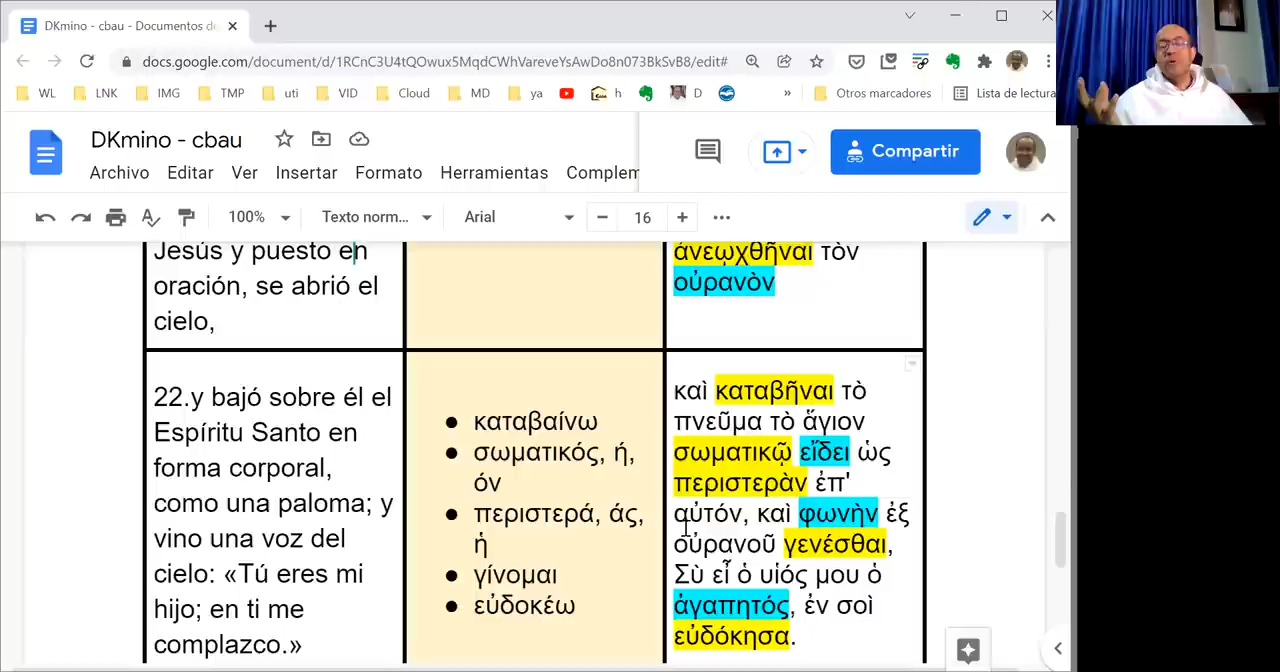 DKmino - cbau - Documentos de
docs.google.com/document/d/1RCnC3U4tQOwux5MqdCWhVareveYsAwDo8n073BkSvB8/edit#
WL LNK IMG TMP uti VID Cloud MD ya h D » Otros marcadores Lista de lectura
DKmino - cbau
Compartir
Archivo Editar Ver Insertar Formato Herramientas Complem
100% Texto norm... Arial 16
Jesús y puesto en
oración, se abrió el
cielo,
ἀνεῳχθῆναι τὸν
οὐρανὸν
22.y bajó sobre él el
Espíritu Santo en
forma corporal,
como una paloma; y
vino una voz del
cielo: «Tú eres mi
hijo; en ti me
complazco.»
● καταβαίνω
● σωματικός, ή,
όν
● περιστερά, άς,
ἡ
● γίνομαι
● εὐδοκέω
καὶ καταβῆναι τὸ
πνεῦμα τὸ ἅγιον
σωματικῷ εἴδει ὡς
περιστερὰν ἐπ'
αὐτόν, καὶ φωνὴν ἐξ
οὐρανοῦ γενέσθαι,
Σὺ εἶ ὁ υἱός μου ὁ
ἀγαπητός, ἐν σοὶ
εὐδόκησα.